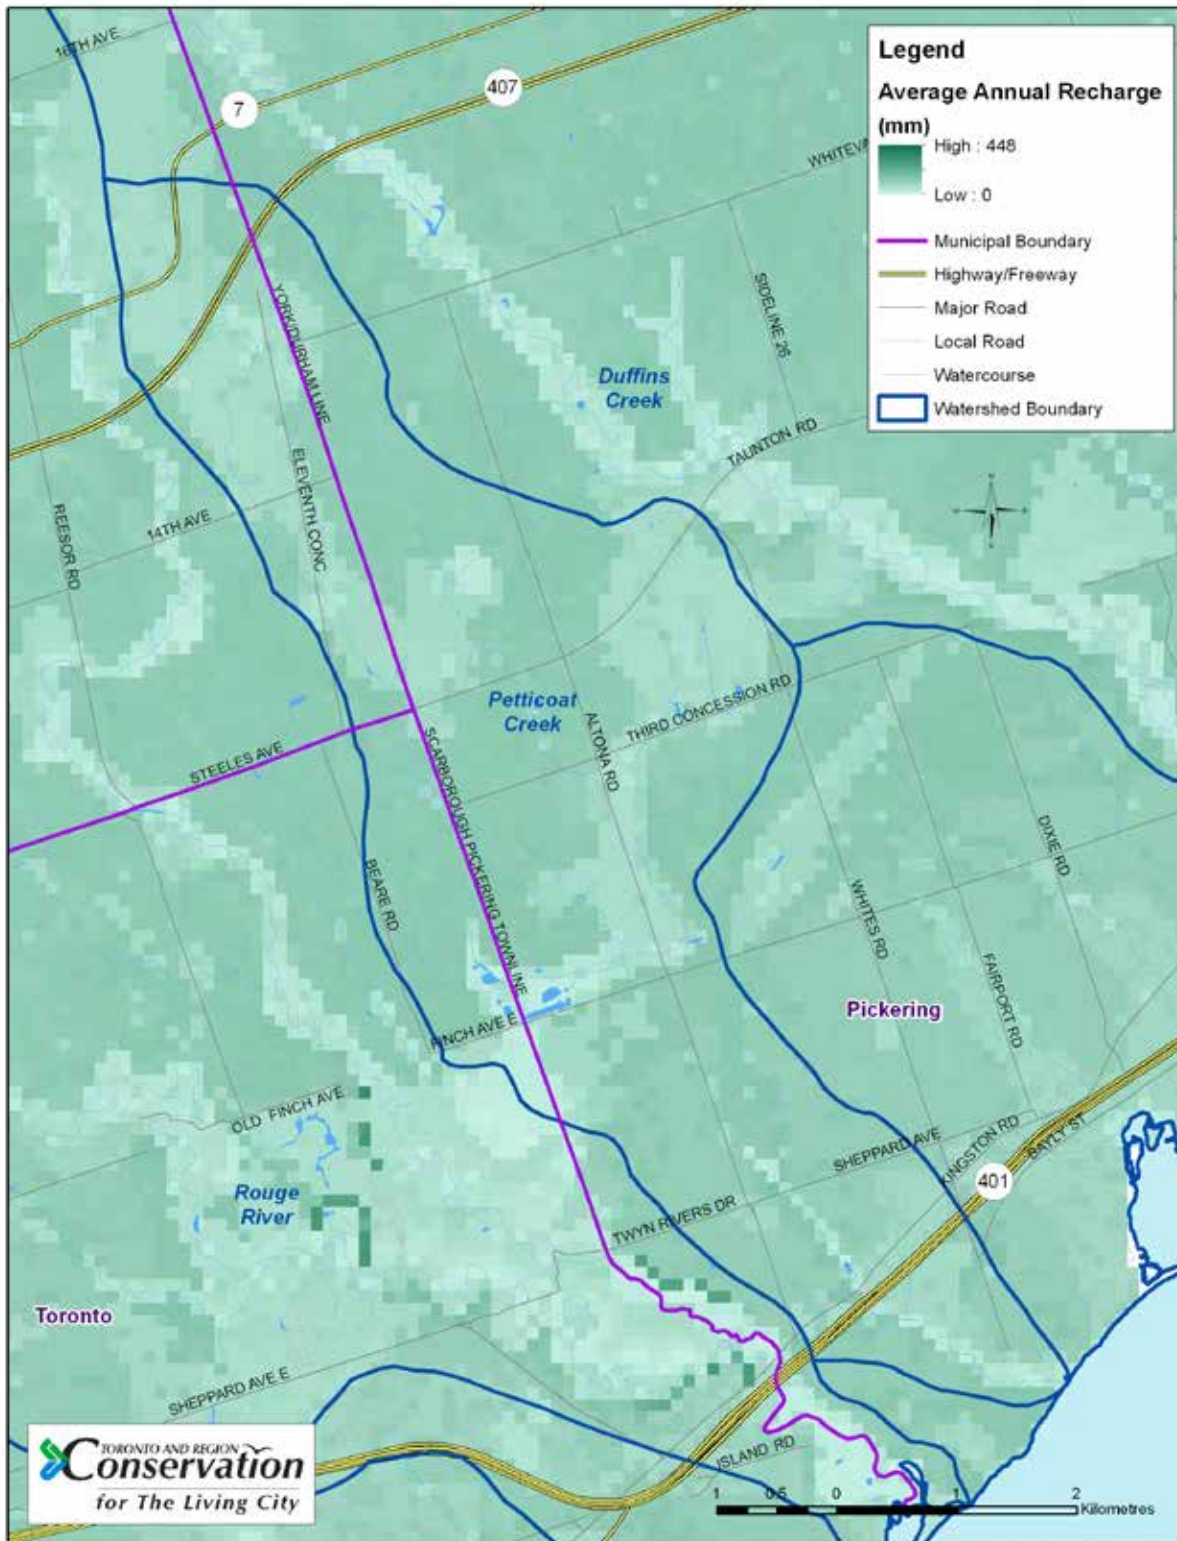 16TH AVE
7
407
WHITEVA
Legend
Average Annual Recharge
(mm)
High : 448
Low : 0
Municipal Boundary
Highway/Freeway
Major Road
Local Road
Watercourse
Watershed Boundary
YORK/DURHAM LINE
SIDELINE 26
Duffins
Creek
TAUNTON RD
ELEVENTH CONC
REESOR RD
14TH AVE
Petticoat
Creek
ALTONA RD
THIRD CONCESSION RD
STEELES AVE
SCARBOROUGH PICKERING TOWNLINE
BEARE RD
DIXIE RD
WHITES RD
FAIRPORT RD
Pickering
FINCH AVE E
OLD FINCH AVE
SHEPPARD AVE
KINGSTON RD
BAYLY ST
401
Rouge
River
TWYN RIVERS DR
Toronto
SHEPPARD AVE E
ISLAND RD
TORONTO AND REGION
Conservation
for The Living City
1 0.5 0 1 2
Kilometres